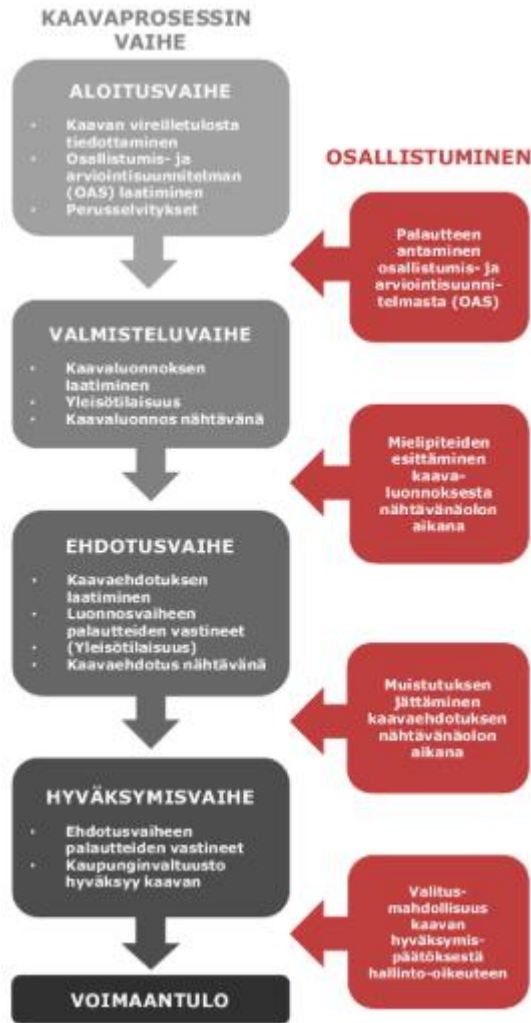 KAAVAPROSESSIN
VAIHE
ALOITUSVAIHE
• Kaavan vireilletulosta
tiedottaminen
• Osallistumis- ja
arviointisuunnitelman
(OAS) laatiminen
• Perusselvitykset
OSALLISTUMINEN
Palautteen
antaminen
osallistumis- ja
arviointisuunni-
telmasta (OAS)
VALMISTELUVAIHE
• Kaavaluonnoksen
laatiminen
• Yleisötilaisuus
• Kaavaluonnos nähtävänä
Mielipiteiden
esittäminen
kaava-
luonnoksesta
nähtävänäolon
aikana
EHDOTUSVAIHE
• Kaavaehdotuksen
laatiminen
• Luonnosvaiheen
palautteiden vastineet
• (Yleisötilaisuus)
• Kaavaehdotus nähtävänä
Muistutuksen
jättäminen
kaavaehdotuksen
nähtävänäolon
aikana
HYVÄKSYMISVAIHE
• Ehdotusvaiheen
palautteiden vastineet
• Kaupunginvaltuusto
hyväksyy kaavan
Valitus-
mahdollisuus
kaavan
hyväksymis-
päätöksestä
hallinto-oikeuteen
VOIMAANTULO